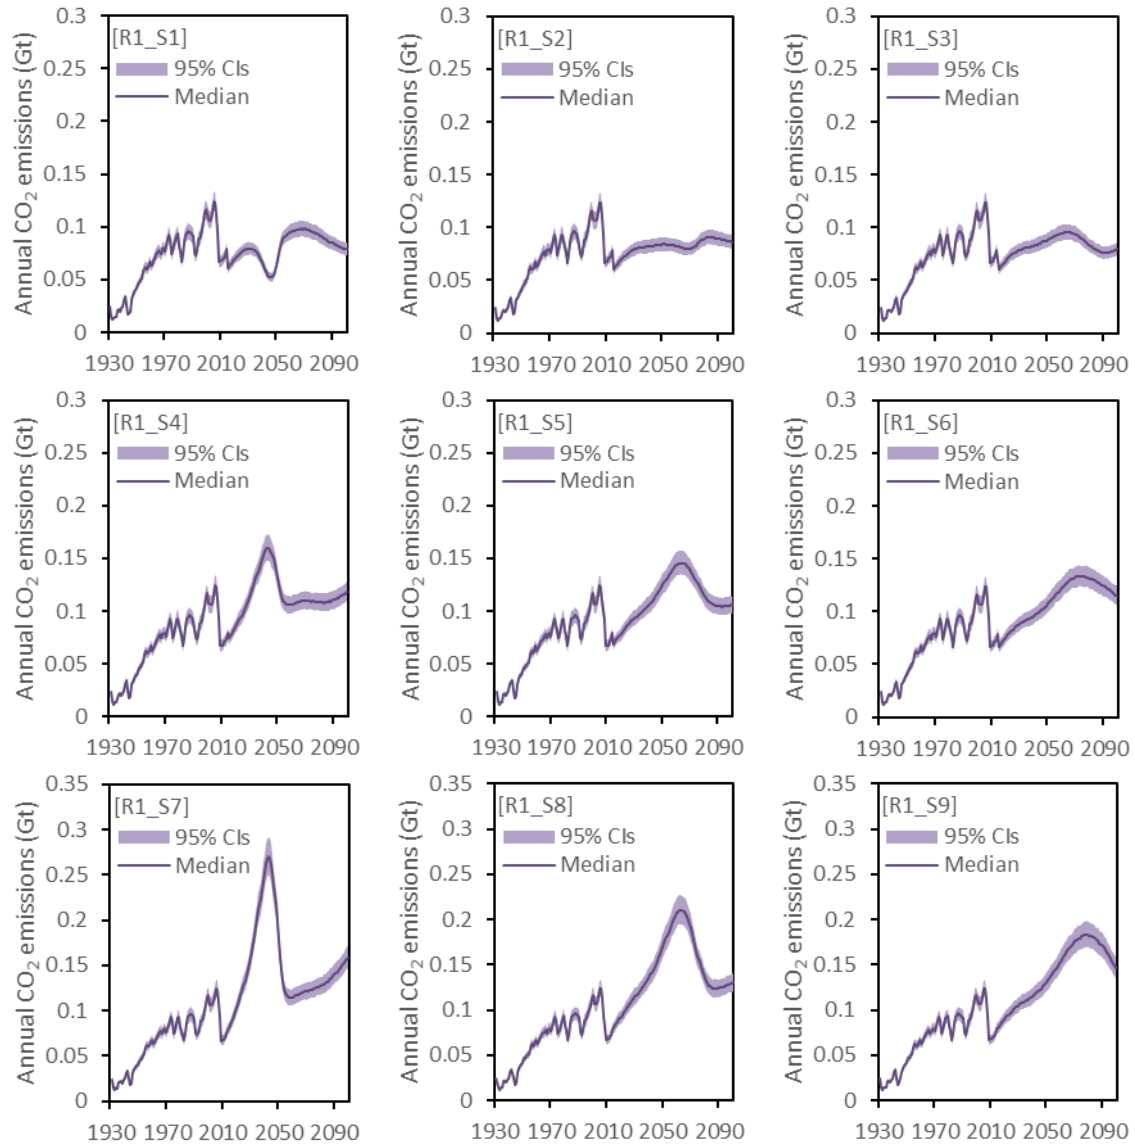 0.3
[R1_S1]
95% CIs
Median
0.25
0.2
0.15
0.1
0.05
0
1930 1970 2010 2050 2090
Annual CO₂ emissions (Gt)
0.3
[R1_S2]
95% CIs
Median
0.25
0.2
0.15
0.1
0.05
0
1930 1970 2010 2050 2090
Annual CO₂ emissions (Gt)
0.3
[R1_S3]
95% CIs
Median
0.25
0.2
0.15
0.1
0.05
0
1930 1970 2010 2050 2090
Annual CO₂ emissions (Gt)
0.3
[R1_S4]
95% CIs
Median
0.25
0.2
0.15
0.1
0.05
0
1930 1970 2010 2050 2090
Annual CO₂ emissions (Gt)
0.3
[R1_S5]
95% CIs
Median
0.25
0.2
0.15
0.1
0.05
0
1930 1970 2010 2050 2090
Annual CO₂ emissions (Gt)
0.3
[R1_S6]
95% CIs
Median
0.25
0.2
0.15
0.1
0.05
0
1930 1970 2010 2050 2090
Annual CO₂ emissions (Gt)
0.35
[R1_S7]
95% CIs
Median
0.3
0.25
0.2
0.15
0.1
0.05
0
1930 1970 2010 2050 2090
Annual CO₂ emissions (Gt)
0.35
[R1_S8]
95% CIs
Median
0.3
0.25
0.2
0.15
0.1
0.05
0
1930 1970 2010 2050 2090
Annual CO₂ emissions (Gt)
0.35
[R1_S9]
95% CIs
Median
0.3
0.25
0.2
0.15
0.1
0.05
0
1930 1970 2010 2050 2090
Annual CO₂ emissions (Gt)